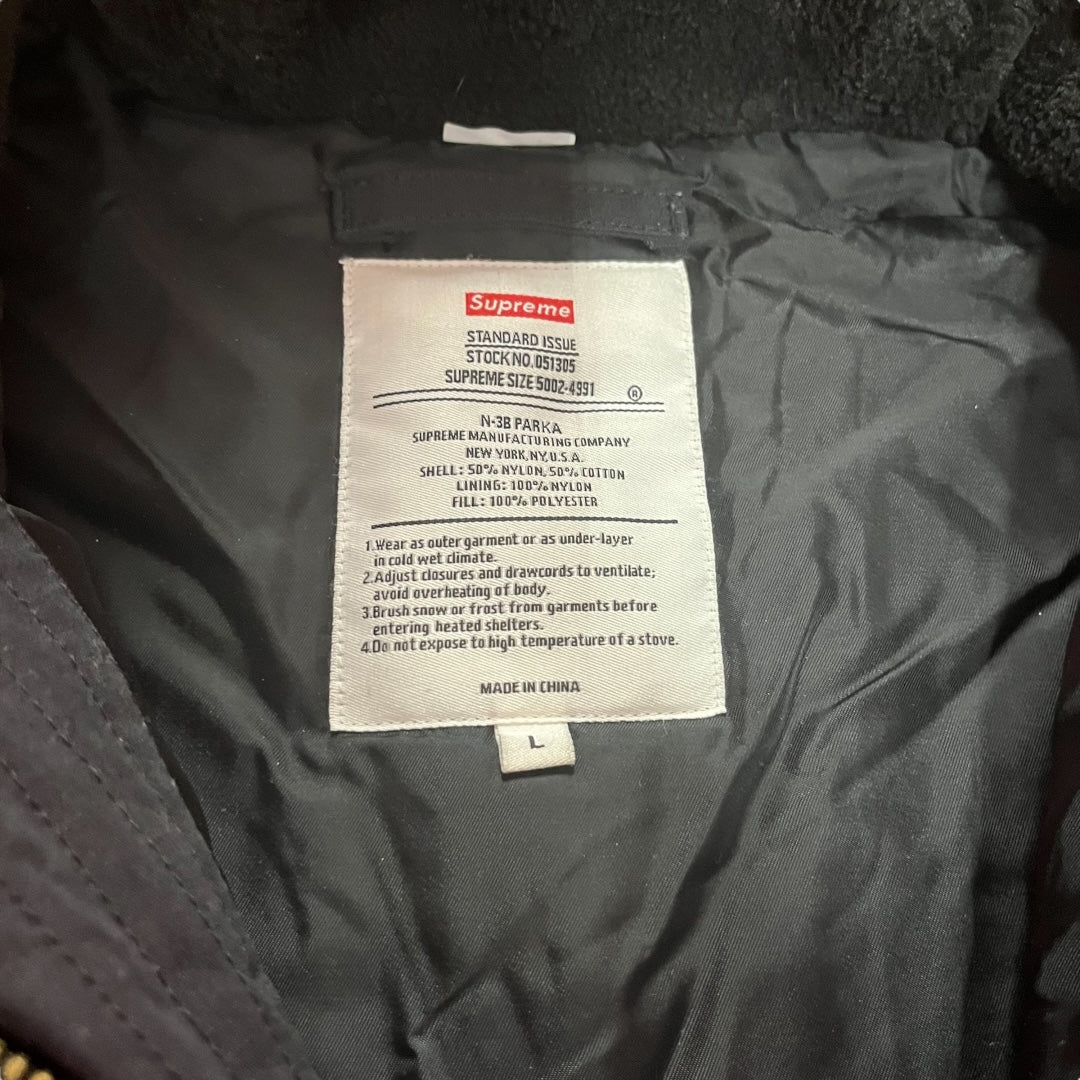 Supreme
STANDARD ISSUE
STOCK NO. 051305
SUPREME SIZE 5002-4991 ®
N-3B PARKA
SUPREME MANUFACTURING COMPANY
NEW YORK, NY, U.S.A.
SHELL: 50% NYLON, 50% COTTON
LINING: 100% NYLON
FILL: 100% POLYESTER
1.Wear as outer garment or as under-layer
in cold wet climate.
2.Adjust closures and drawcords to ventilate;
avoid overheating of body.
3.Brush snow or frost from garments before
entering heated shelters.
4.Do not expose to high temperature of a stove.
MADE IN CHINA
L